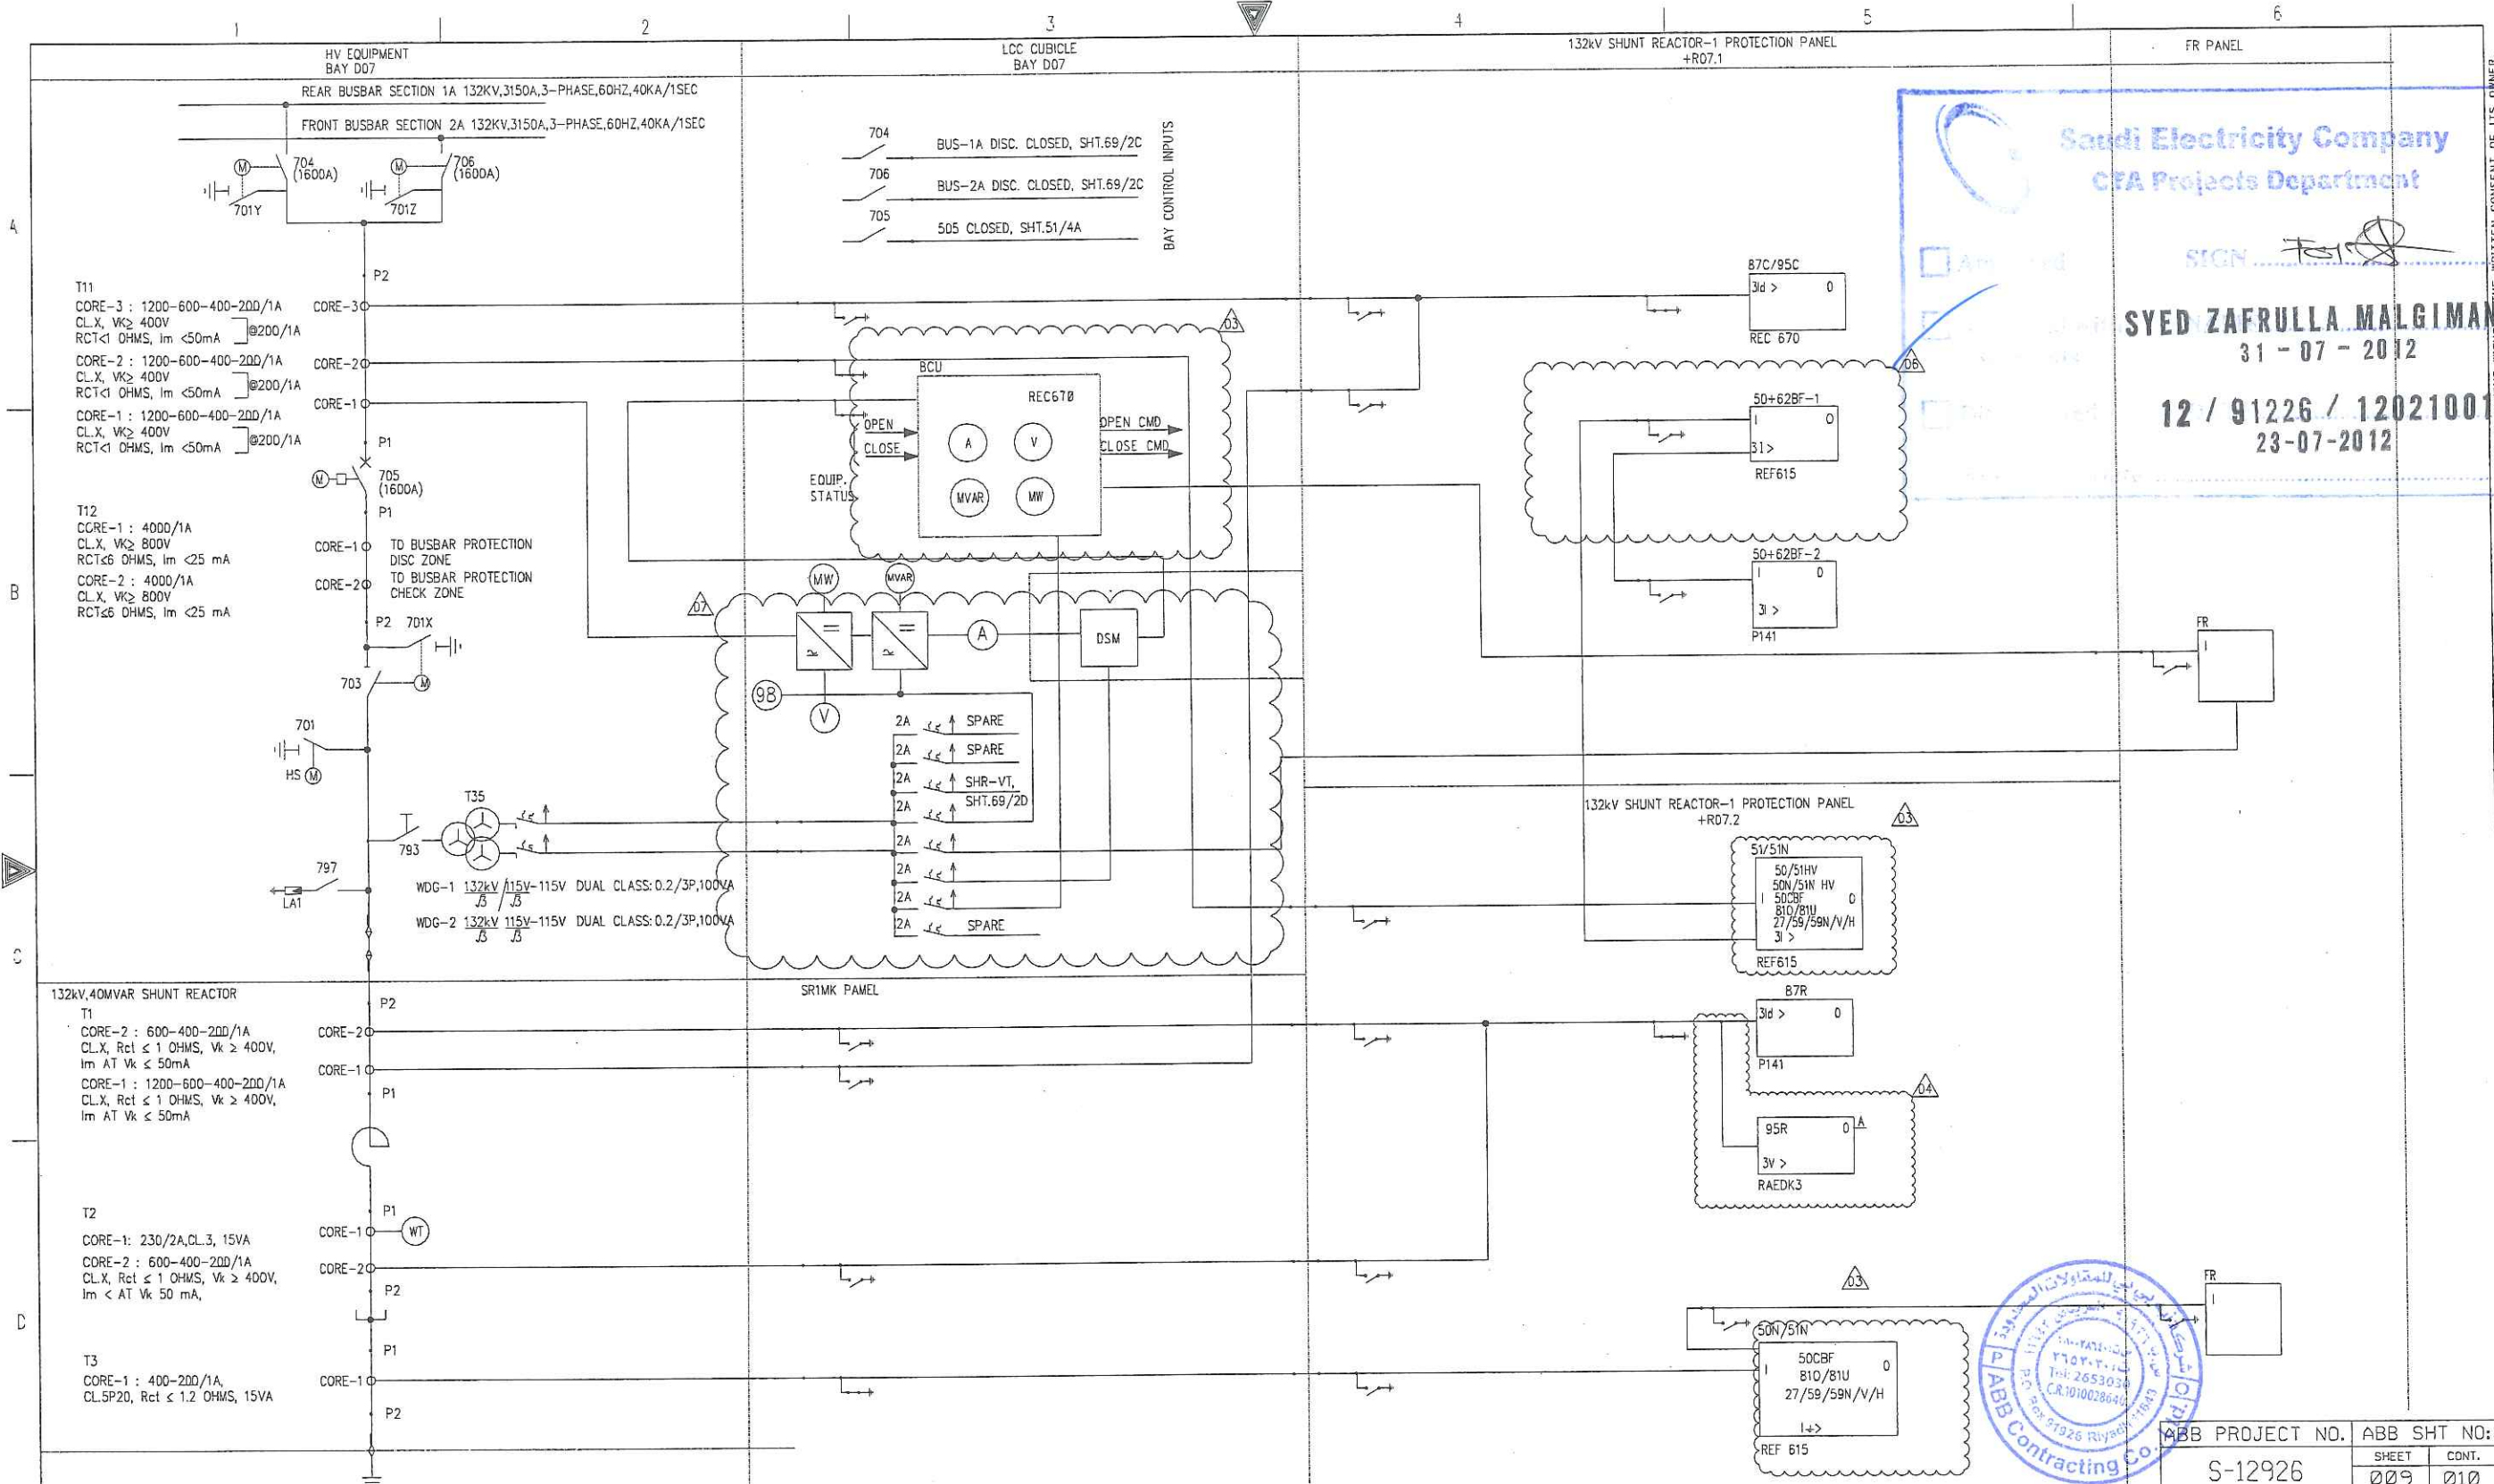 1 2 3 4 5 6
HV EQUIPMENT
BAY D07
LCC CUBICLE
BAY D07
132kV SHUNT REACTOR-1 PROTECTION PANEL
+R07.1
FR PANEL
REAR BUSBAR SECTION 1A 132KV,3150A,3-PHASE,60HZ,40KA/1SEC
FRONT BUSBAR SECTION 2A 132KV,3150A,3-PHASE,60HZ,40KA/1SEC
M
704
(1600A)
701Y
M
706
(1600A)
701Z
704
BUS-1A DISC. CLOSED, SHT.69/2C
706
BUS-2A DISC. CLOSED, SHT.69/2C
705
505 CLOSED, SHT.51/4A
BAY CONTROL INPUTS
Saudi Electricity Company
CTA Projects Department
SIGN
SYED ZAFRULLA MALGIMAN
31 - 07 - 2012
12 / 91226 / 12021001
23-07-2012
A
P2
T11
CORE-3 : 1200-600-400-200/1A
CL.X, VK≥ 400V
RCT<1 OHMS, Im <50mA
@200/1A
CORE-3
CORE-2 : 1200-600-400-200/1A
CL.X, VK≥ 400V
RCT<1 OHMS, Im <50mA
@200/1A
CORE-2
CORE-1 : 1200-600-400-200/1A
CL.X, VK≥ 400V
RCT<1 OHMS, Im <50mA
@200/1A
CORE-1
P1
M
705
(1600A)
P1
03
BCU
REC670
A V
MVAR MW
OPEN
CLOSE
EQUIP.
STATUS
OPEN CMD
CLOSE CMD
87C/95C
3Id > 0
REC 670
06
50+62BF-1
I 0
3I>
REF615
50+62BF-2
I 0
3I >
P141
B
T12
CORE-1 : 4000/1A
CL.X, VK≥ 800V
RCT≤6 OHMS, Im <25 mA
CORE-2 : 4000/1A
CL.X, VK≥ 800V
RCT≤6 OHMS, Im <25 mA
CORE-1
TO BUSBAR PROTECTION
DISC ZONE
CORE-2
TO BUSBAR PROTECTION
CHECK ZONE
P2 701X
703
M
701
HS M
07
MW MVAR
A
DSM
98
V
2A SPARE
2A SPARE
2A SHR-VT,
SHT.69/2D
2A
2A
2A
2A
2A SPARE
FR
I
T35
793
797
LA1
WDG-1 132kV/√3 / 115V/√3-115V DUAL CLASS:0.2/3P,100VA
WDG-2 132kV/√3 115V/√3-115V DUAL CLASS:0.2/3P,100VA
132kV SHUNT REACTOR-1 PROTECTION PANEL
+R07.2
03
51/51N
50/51HV
50N/51N HV
I 50CBF 0
81O/81U
27/59/59N/V/H
3I >
REF615
C
132kV,40MVAR SHUNT REACTOR
SR1MK PAMEL
T1
CORE-2 : 600-400-200/1A
CL.X, Rct ≤ 1 OHMS, Vk ≥ 400V,
Im AT Vk ≤ 50mA
CORE-1 : 1200-600-400-200/1A
CL.X, Rct ≤ 1 OHMS, Vk ≥ 400V,
Im AT Vk ≤ 50mA
P2
CORE-2
CORE-1
P1
87R
3Id > 0
P141
04
95R 0 A
3V >
RAEDK3
T2
CORE-1: 230/2A,CL.3, 15VA
CORE-2 : 600-400-200/1A
CL.X, Rct ≤ 1 OHMS, Vk ≥ 400V,
Im < AT Vk 50 mA,
P1
CORE-1 WT
CORE-2
P2
D
T3
CORE-1 : 400-200/1A,
CL.5P20, Rct ≤ 1.2 OHMS, 15VA
P1
CORE-1
P2
03
50N/51N
I 50CBF 0
81O/81U
27/59/59N/V/H
REF 615
FR
I
Tel: 2653030
C.R.1010028640
P.O. Box 91926 Riyadh 11643
ABB Contracting Co. Ltd.
ABB PROJECT NO. ABB SHT NO:
S-12926
SHEET CONT.
009 010